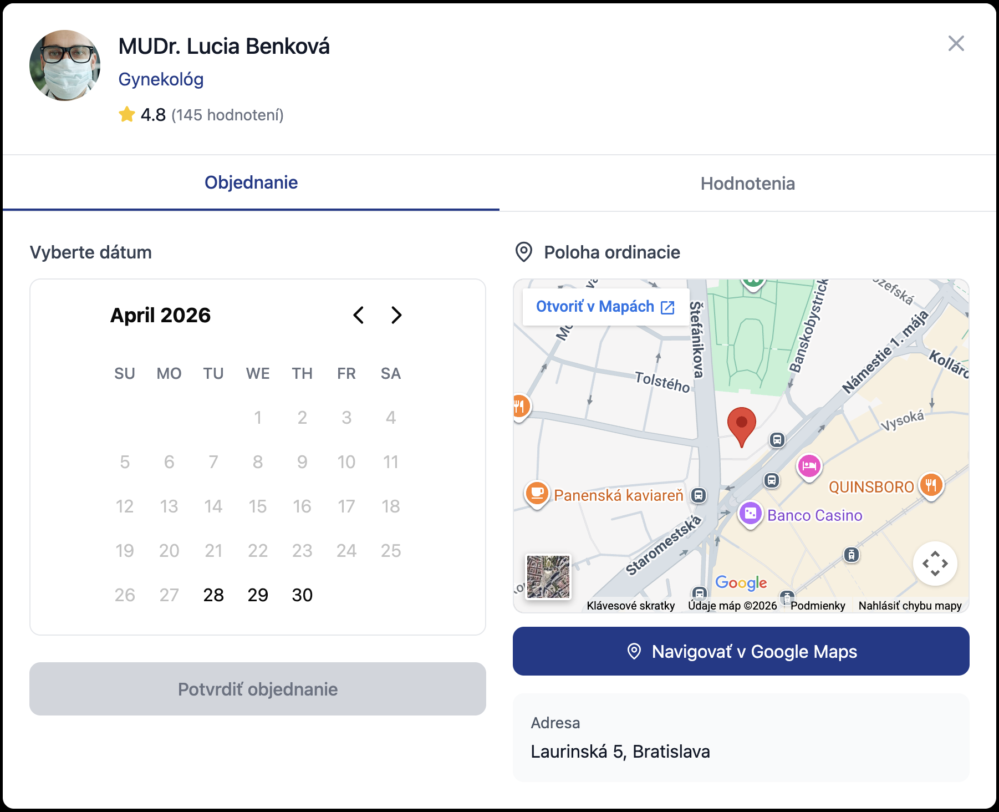 MUDr. Lucia Benková
Gynekológ
4.8 (145 hodnotení)
Objednanie
Hodnotenia
Vyberte dátum
April 2026
SU MO TU WE TH FR SA
1 2 3 4
5 6 7 8 9 10 11
12 13 14 15 16 17 18
19 20 21 22 23 24 25
26 27 28 29 30
Potvrdiť objednanie
Poloha ordinacie
Otvoriť v Mapách
Štefánikova
Banskobystrick
Námestie 1. mája
Kolláro
Tolstého
Vysoká
QUINSBORO
Panenská kaviareň
Banco Casino
Staromestská
Google
Klávesové skratky
Údaje máp ©2026
Podmienky
Nahlásiť chybu mapy
Navigovať v Google Maps
Adresa
Laurinská 5, Bratislava